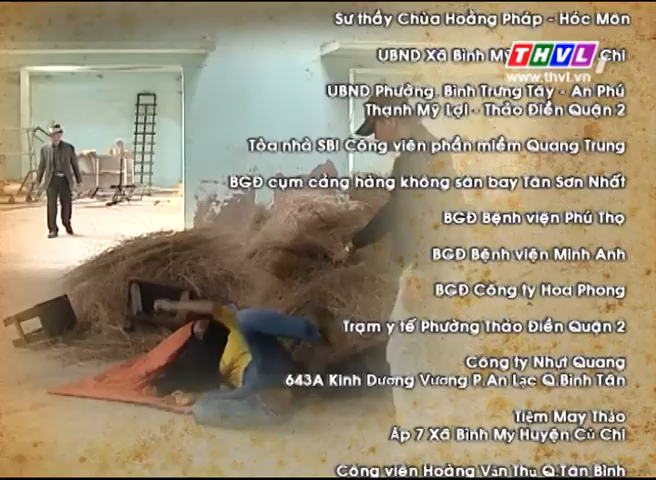 Sư thầy Chùa Hoằng Pháp - Hóc Môn
UBND Xã Bình Mỹ Chi
THVL1
www.thvl.vn
UBND Phường. Bình Trưng Tây - An Phú
Thạnh Mỹ Lợi - Thảo Điền Quận 2
Tòa nhà SBI Công viên phần mềm Quang Trung
BGĐ cụm cảng hàng không sân bay Tân Sơn Nhất
BGĐ Bệnh viện Phú Thọ
BGĐ Bệnh viện Minh Anh
BGĐ Công ty Hoa Phong
Trạm y tế Phường Thảo Điền Quận 2
Công ty Nhựt Quang
643A Kinh Dương Vương P.An Lạc Q.Bình Tân
Tiệm May Thảo
Ấp 7 Xã Bình Mỹ Huyện Củ Chi
Công viên Hoàng Văn Thụ Q.Tân Bình